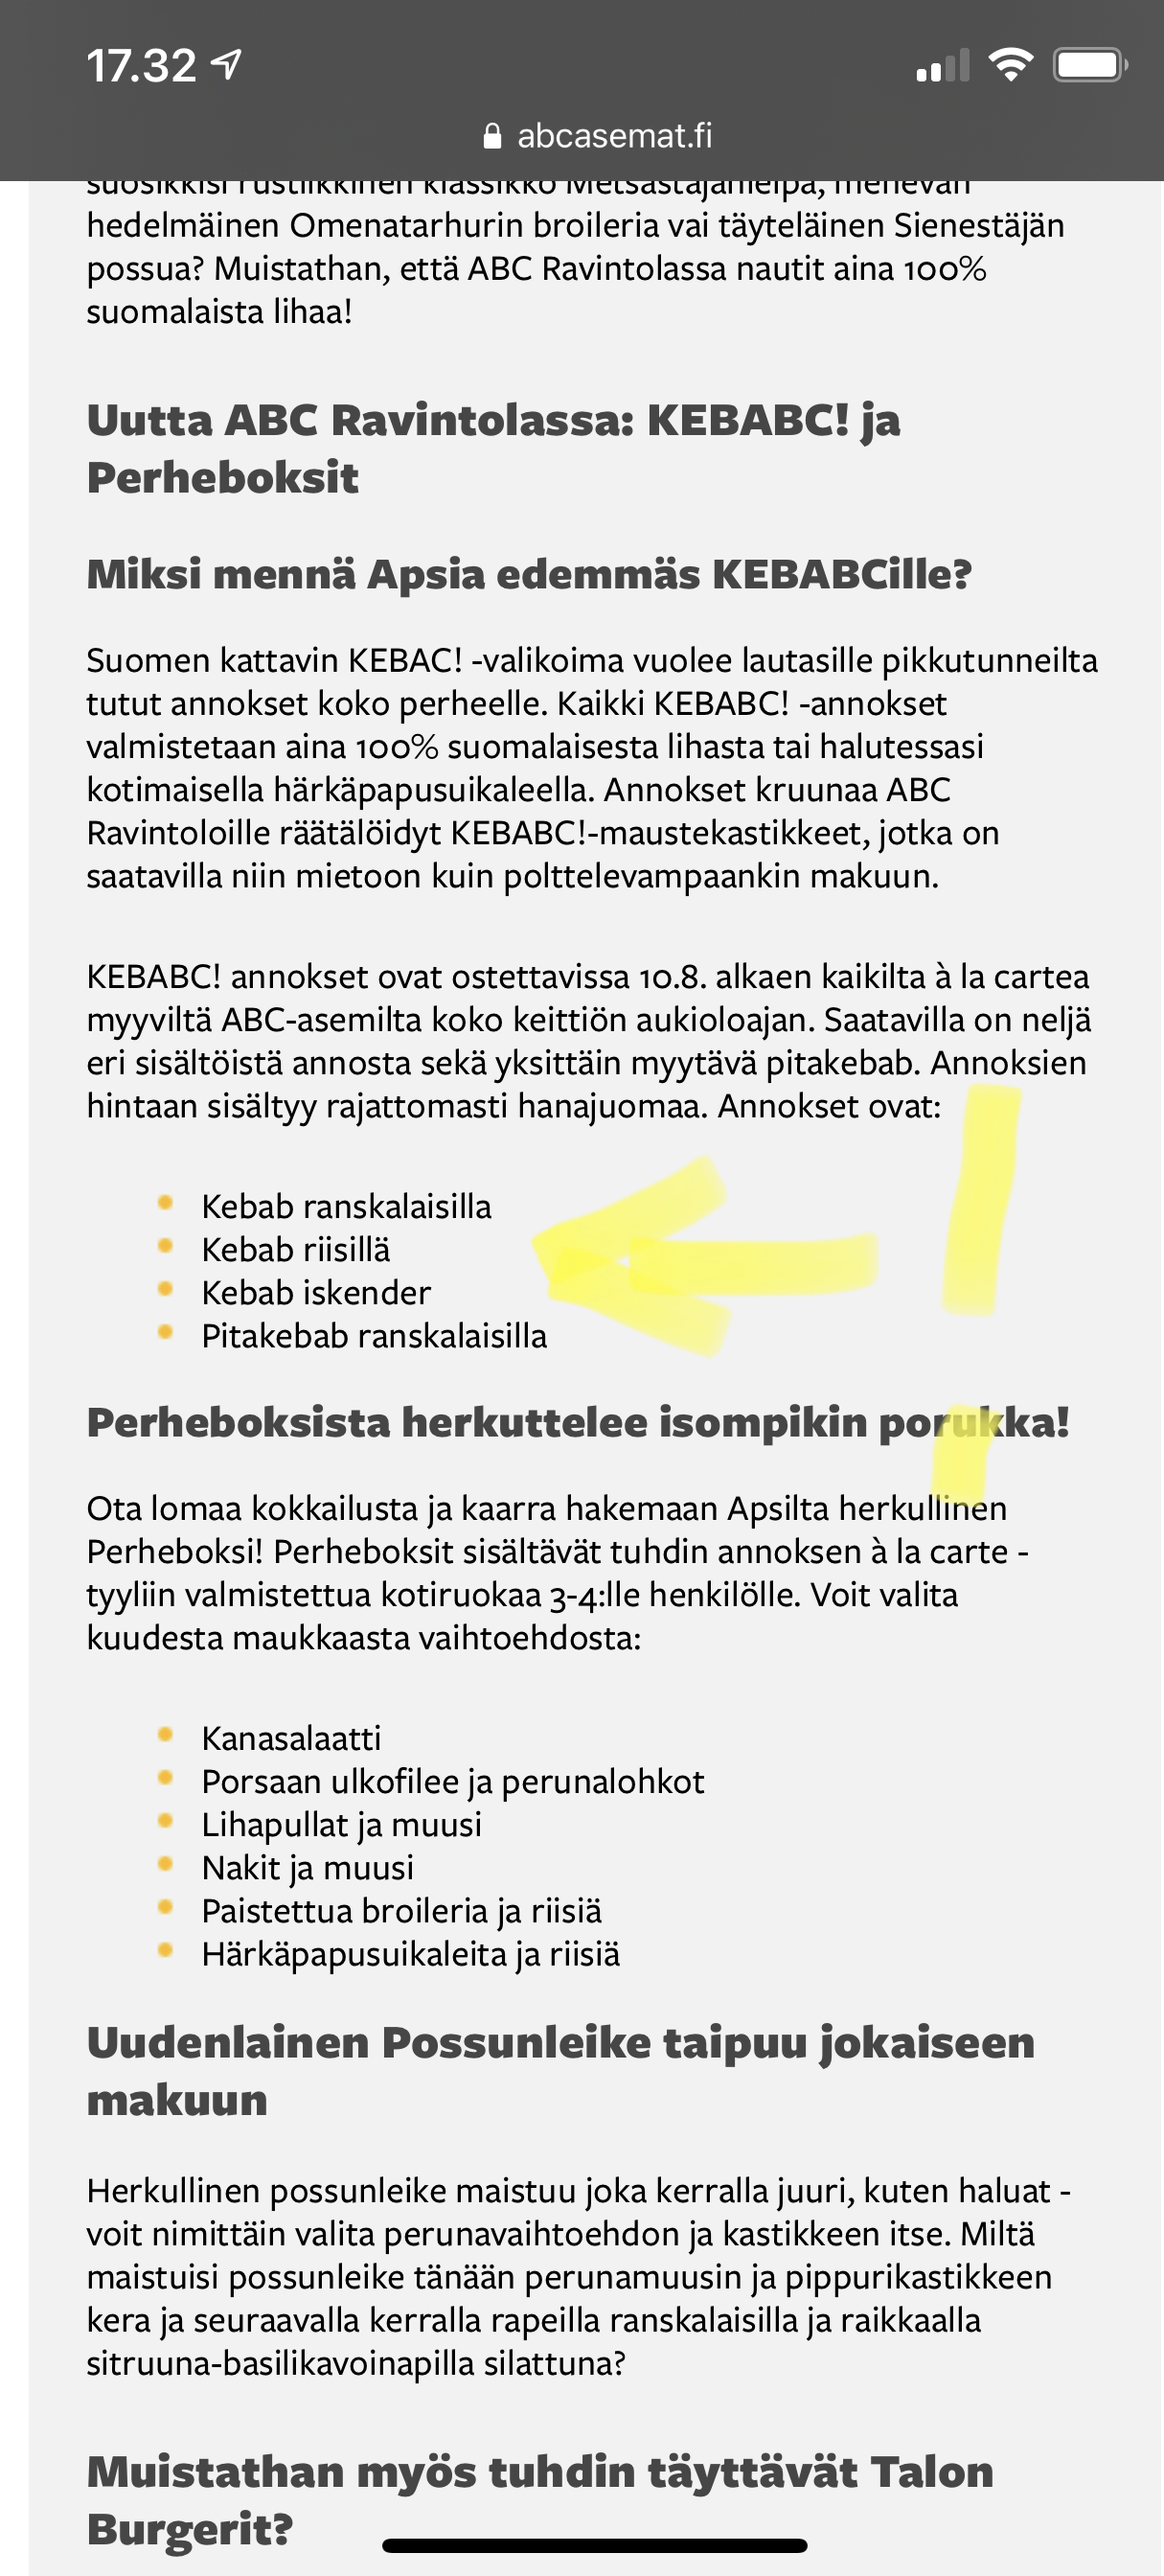 17.32
abcasemat.fi
suosikkisi rustiikkinen klassikko Metsästäjänleipä, menevän
hedelmäinen Omenatarhurin broileria vai täyteläinen Sienestäjän
possua? Muistathan, että ABC Ravintolassa nautit aina 100%
suomalaista lihaa!
Uutta ABC Ravintolassa: KEBABC! ja
Perheboksit
Miksi mennä Apsia edemmäs KEBABCille?
Suomen kattavin KEBAC! -valikoima vuolee lautasille pikkutunneilta
tutut annokset koko perheelle. Kaikki KEBABC! -annokset
valmistetaan aina 100% suomalaisesta lihasta tai halutessasi
kotimaisella härkäpapusuikaleella. Annokset kruunaa ABC
Ravintoloille räätälöidyt KEBABC!-maustekastikkeet, jotka on
saatavilla niin mietoon kuin polttelevampaankin makuun.
KEBABC! annokset ovat ostettavissa 10.8. alkaen kaikilta à la cartea
myyviltä ABC-asemilta koko keittiön aukioloajan. Saatavilla on neljä
eri sisältöistä annosta sekä yksittäin myytävä pitakebab. Annoksien
hintaan sisältyy rajattomasti hanajuomaa. Annokset ovat:
Kebab ranskalaisilla
Kebab riisillä
Kebab iskender
Pitakebab ranskalaisilla
Perheboksista herkuttelee isompikin porukka!
Ota lomaa kokkailusta ja kaarra hakemaan Apsilta herkullinen
Perheboksi! Perheboksit sisältävät tuhdin annoksen à la carte -
tyyliin valmistettua kotiruokaa 3-4:lle henkilölle. Voit valita
kuudesta maukkaasta vaihtoehdosta:
Kanasalaatti
Porsaan ulkofilee ja perunalohkot
Lihapullat ja muusi
Nakit ja muusi
Paistettua broileria ja riisiä
Härkäpapusuikaleita ja riisiä
Uudenlainen Possunleike taipuu jokaiseen
makuun
Herkullinen possunleike maistuu joka kerralla juuri, kuten haluat -
voit nimittäin valita perunavaihtoehdon ja kastikkeen itse. Miltä
maistuisi possunleike tänään perunamuusin ja pippurikastikkeen
kera ja seuraavalla kerralla rapeilla ranskalaisilla ja raikkaalla
sitruuna-basilikavoinapilla silattuna?
Muistathan myös tuhdin täyttävät Talon
Burgerit?